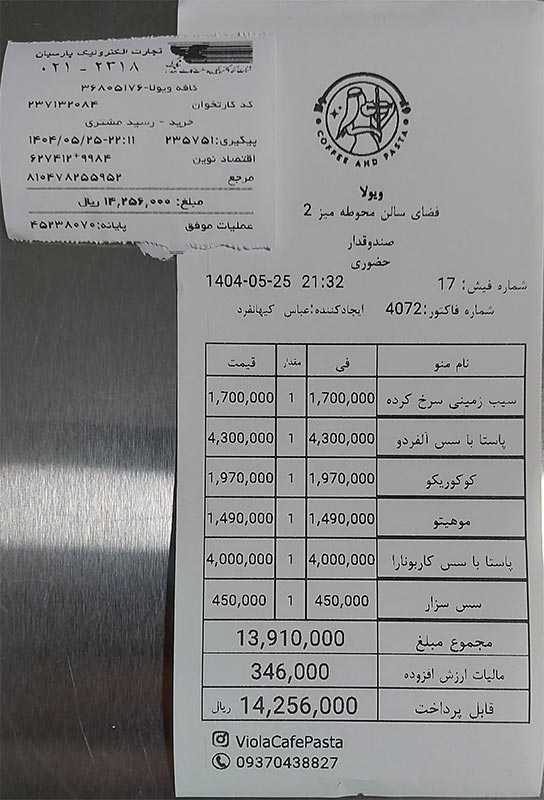 تجارت الکترونیک پارسیان
۰۲۱ - ۲۳۱۸
کافه ویولا-۳۶۸۰۵۱۷۶
کد کارتخوان ۲۳۷۱۳۲۰۸۴
خرید - رسید مشتری
پیگیری:۲۳۵۷۵۱ ۱۴۰۴/۰۵/۲۵-۲۲:۱۱
اقتصاد نوین ۶۲۷۴۱۲*۹۹۸۴
مرجع ۸۱۰۴۷۸۲۵۵۹۵۲
مبلغ: ۱۴,۲۵۶,۰۰۰ ریال
عملیات موفق پایانه:۴۵۲۳۸۰۷۰
COFFEE AND PASTA
ویولا
فضای سالن محوطه میز 2
صندوقدار
حضوری
شماره فیش: 17 21:32 1404-05-25
شماره فاکتور: 4072 ایجادکننده:عباس کیهانفرد
نام منو فی مقدار قیمت
سیب زمینی سرخ کرده 1,700,000 1 1,700,000
پاستا با سس آلفردو 4,300,000 1 4,300,000
کوکوریکو 1,970,000 1 1,970,000
موهیتو 1,490,000 1 1,490,000
پاستا با سس کاربونارا 4,000,000 1 4,000,000
سس سزار 450,000 1 450,000
مجموع مبلغ 13,910,000
مالیات ارزش افزوده 346,000
قابل پرداخت 14,256,000 ریال
ViolaCafePasta
09370438827